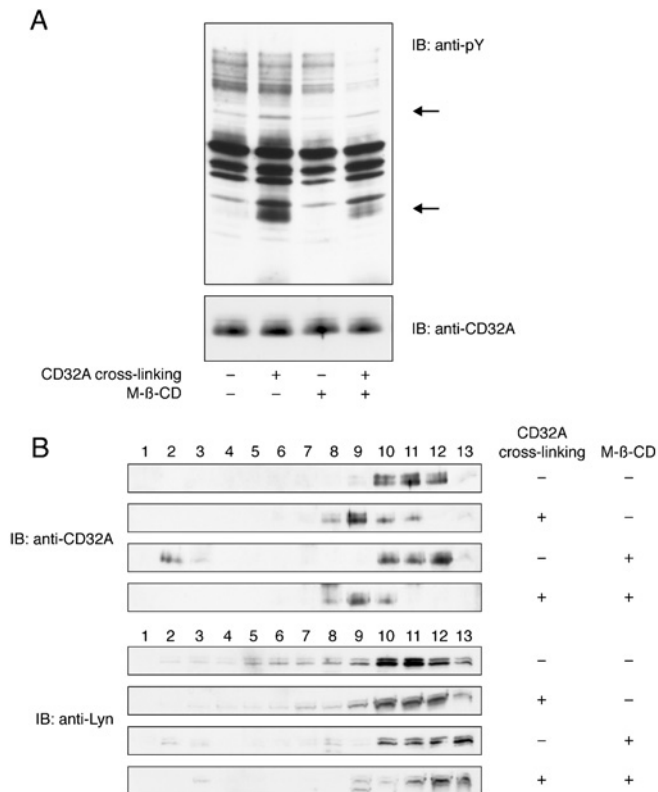 A
IB: anti-pY
IB: anti-CD32A
CD32A cross-linking – + – +
M-ß-CD – – + +
B
CD32A cross-linking M-ß-CD
1 2 3 4 5 6 7 8 9 10 11 12 13
– –
+ –
IB: anti-CD32A
– +
+ +
1 2 3 4 5 6 7 8 9 10 11 12 13
– –
+ –
IB: anti-Lyn
– +
+ +